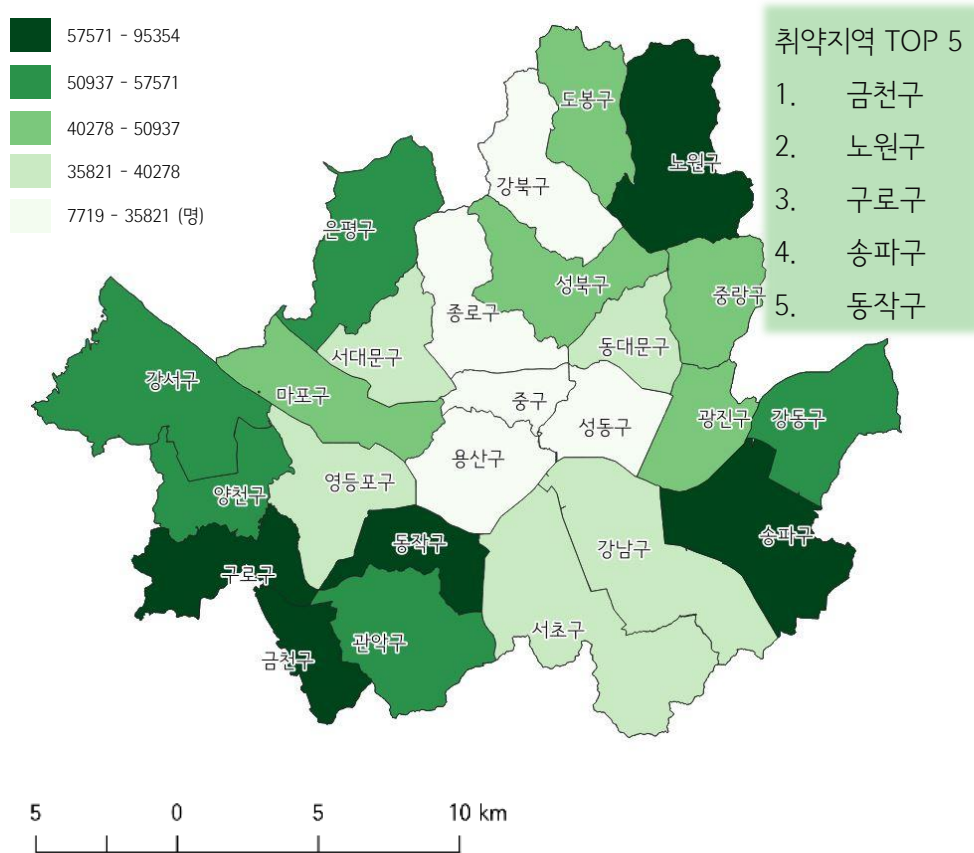 57571 - 95354
50937 - 57571
40278 - 50937
35821 - 40278
7719 - 35821 (명)
취약지역 TOP 5
1. 금천구
2. 노원구
3. 구로구
4. 송파구
5. 동작구
도봉구
노원구
강북구
은평구
성북구
중랑구
종로구
동대문구
서대문구
강서구
마포구
중구
성동구
광진구
강동구
용산구
영등포구
양천구
송파구
동작구
강남구
구로구
서초구
관악구
금천구
5 0 5 10 km